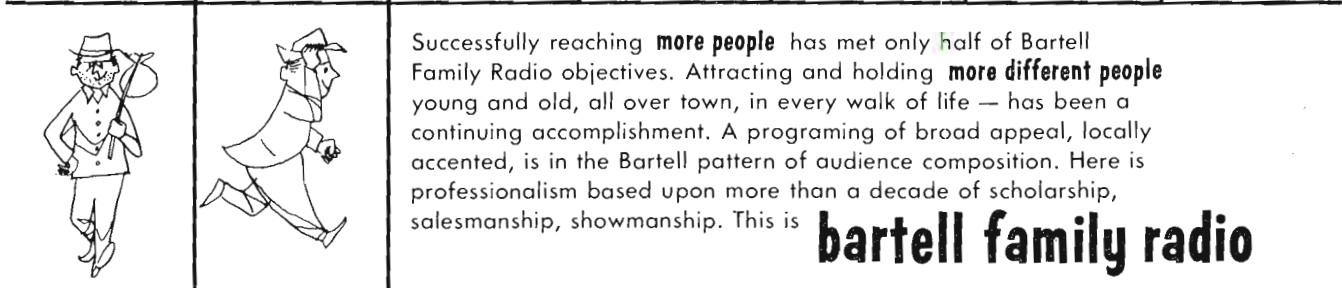 Successfully reaching more people has met only half of Bartell
Family Radio objectives. Attracting and holding more different people
young and old, all over town, in every walk of life — has been a
continuing accomplishment. A programing of broad appeal, locally
accented, is in the Bartell pattern of audience composition. Here is
professionalism based upon more than a decade of scholarship,
salesmanship, showmanship. This is bartell family radio